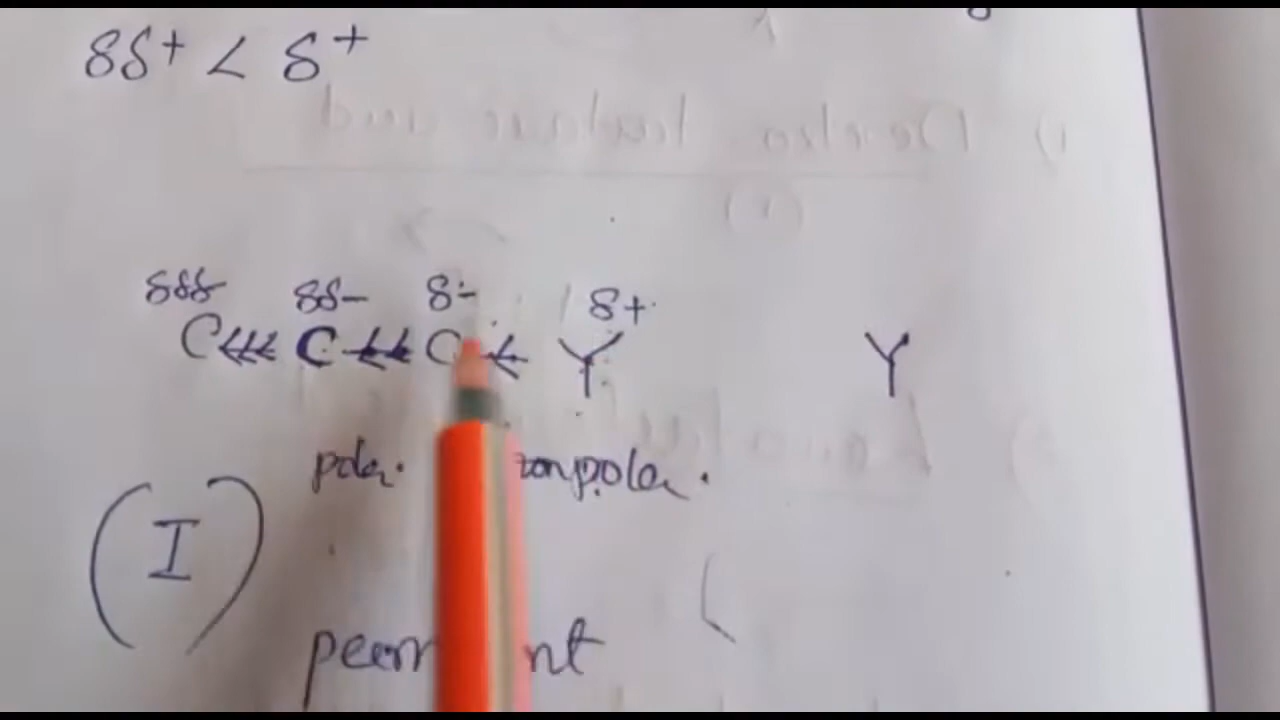 δδ+ < δ+
δδδ- δδ- δ- δ+
C C C Y Y
polar. nonpolar.
(I)